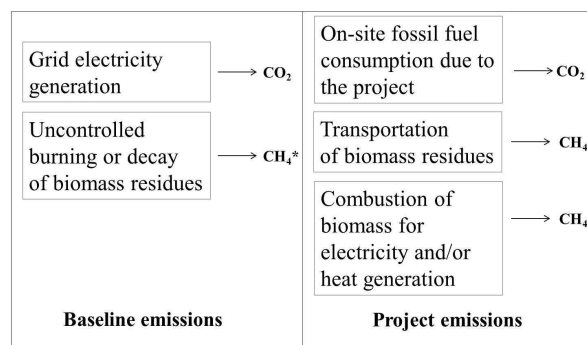 Grid electricity
generation
CO₂
Uncontrolled
burning or decay
of biomass residues
CH₄*
Baseline emissions
On-site fossil fuel
consumption due to
the project
CO₂
Transportation
of biomass residues
CH₄
Combustion of
biomass for
electricity and/or
heat generation
CH₄
Project emissions